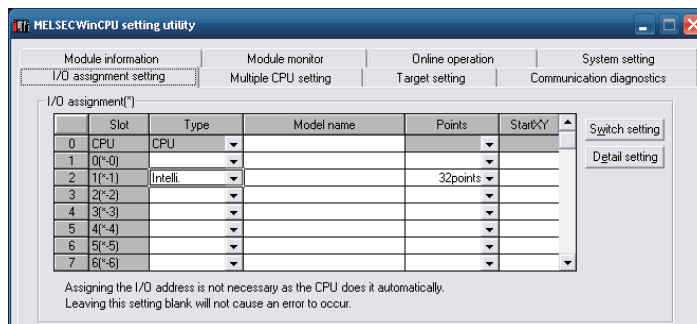 MELSECWinCPU setting utility
Module information Module monitor Online operation System setting
I/O assignment setting Multiple CPU setting Target setting Communication diagnostics
I/O assignment(*)
Slot Type Model name Points StartXY
Switch setting
0 CPU CPU
1 0(*-0)
Detail setting
2 1(*-1) Intelli. 32points
3 2(*-2)
4 3(*-3)
5 4(*-4)
6 5(*-5)
7 6(*-6)
Assigning the I/O address is not necessary as the CPU does it automatically.
Leaving this setting blank will not cause an error to occur.